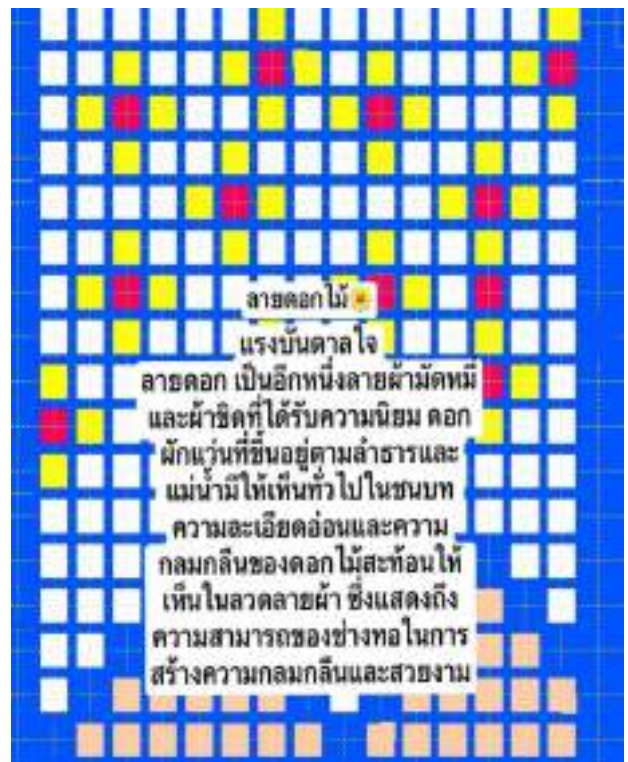 ลายดอกไม้🌼
แรงบันดาลใจ
ลายดอก เป็นอีกหนึ่งลายผ้ามัดหมี่
และผ้าขิดที่ได้รับความนิยม ดอก
ผักแว่นที่ขึ้นอยู่ตามลำธารและ
แม่น้ำมีให้เห็นทั่วไปในชนบท
ความละเอียดอ่อนและความ
กลมกลืนของดอกไม้สะท้อนให้
เห็นในลวดลายผ้า ซึ่งแสดงถึง
ความสามารถของช่างทอในการ
สร้างความกลมกลืนและสวยงาม